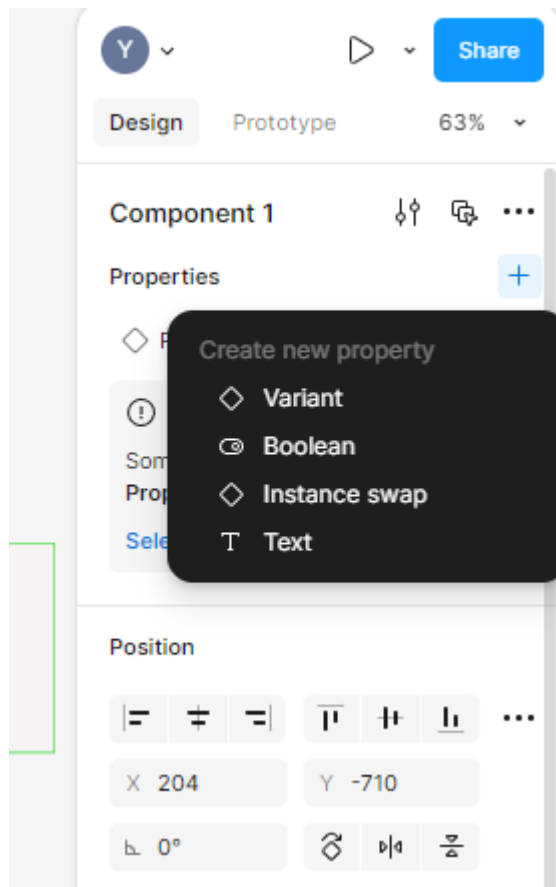 Y
Share
Design Prototype 63%
Component 1
Properties
Create new property
Variant
Boolean
Instance swap
T Text
Position
X 204 Y -710
0°